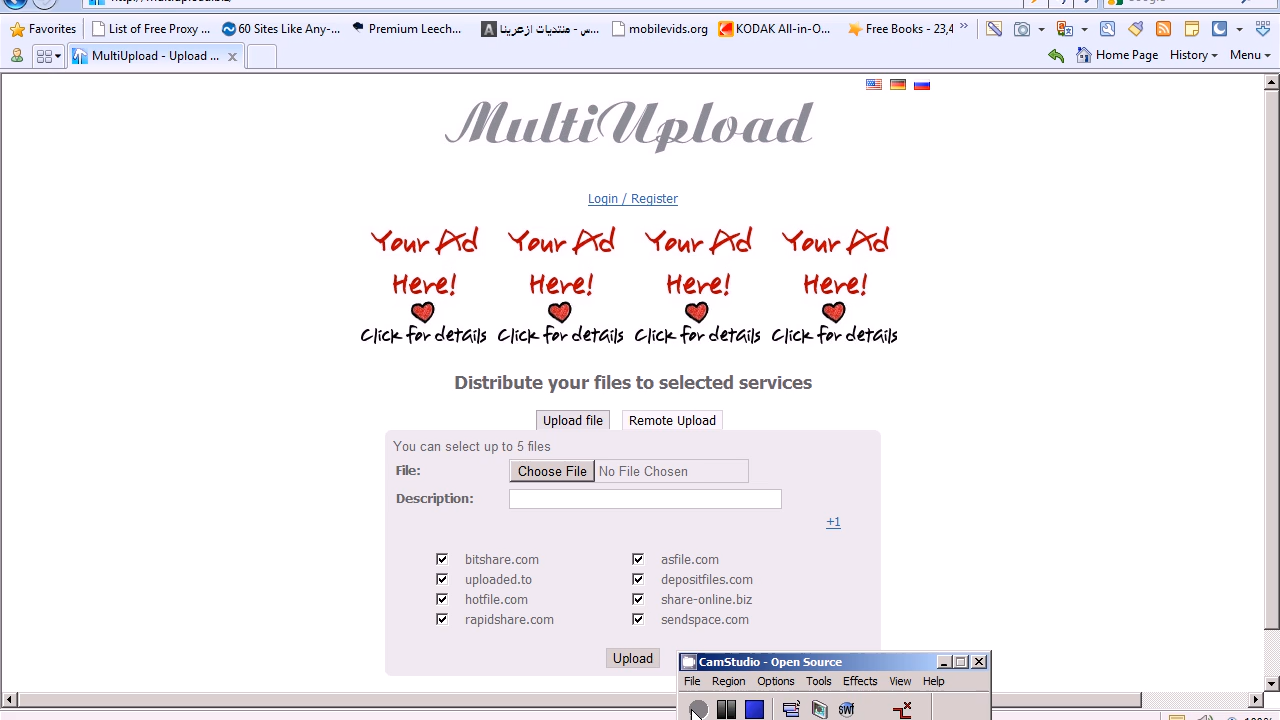 Favorites List of Free Proxy ... 60 Sites Like Any-... Premium Leech... س - منتديات ازعرينا... mobilevids.org KODAK All-in-O... Free Books - 23,4 »
MultiUpload - Upload ... Home Page History Menu
MultiUpload
Login / Register
Your Ad Your Ad Your Ad Your Ad
Here! Here! Here! Here!
Click for details Click for details Click for details Click for details
Distribute your files to selected services
Upload file Remote Upload
You can select up to 5 files
File: Choose File No File Chosen
Description:
+1
bitshare.com asfile.com
uploaded.to depositfiles.com
hotfile.com share-online.biz
rapidshare.com sendspace.com
Upload
CamStudio - Open Source
File Region Options Tools Effects View Help
SWF